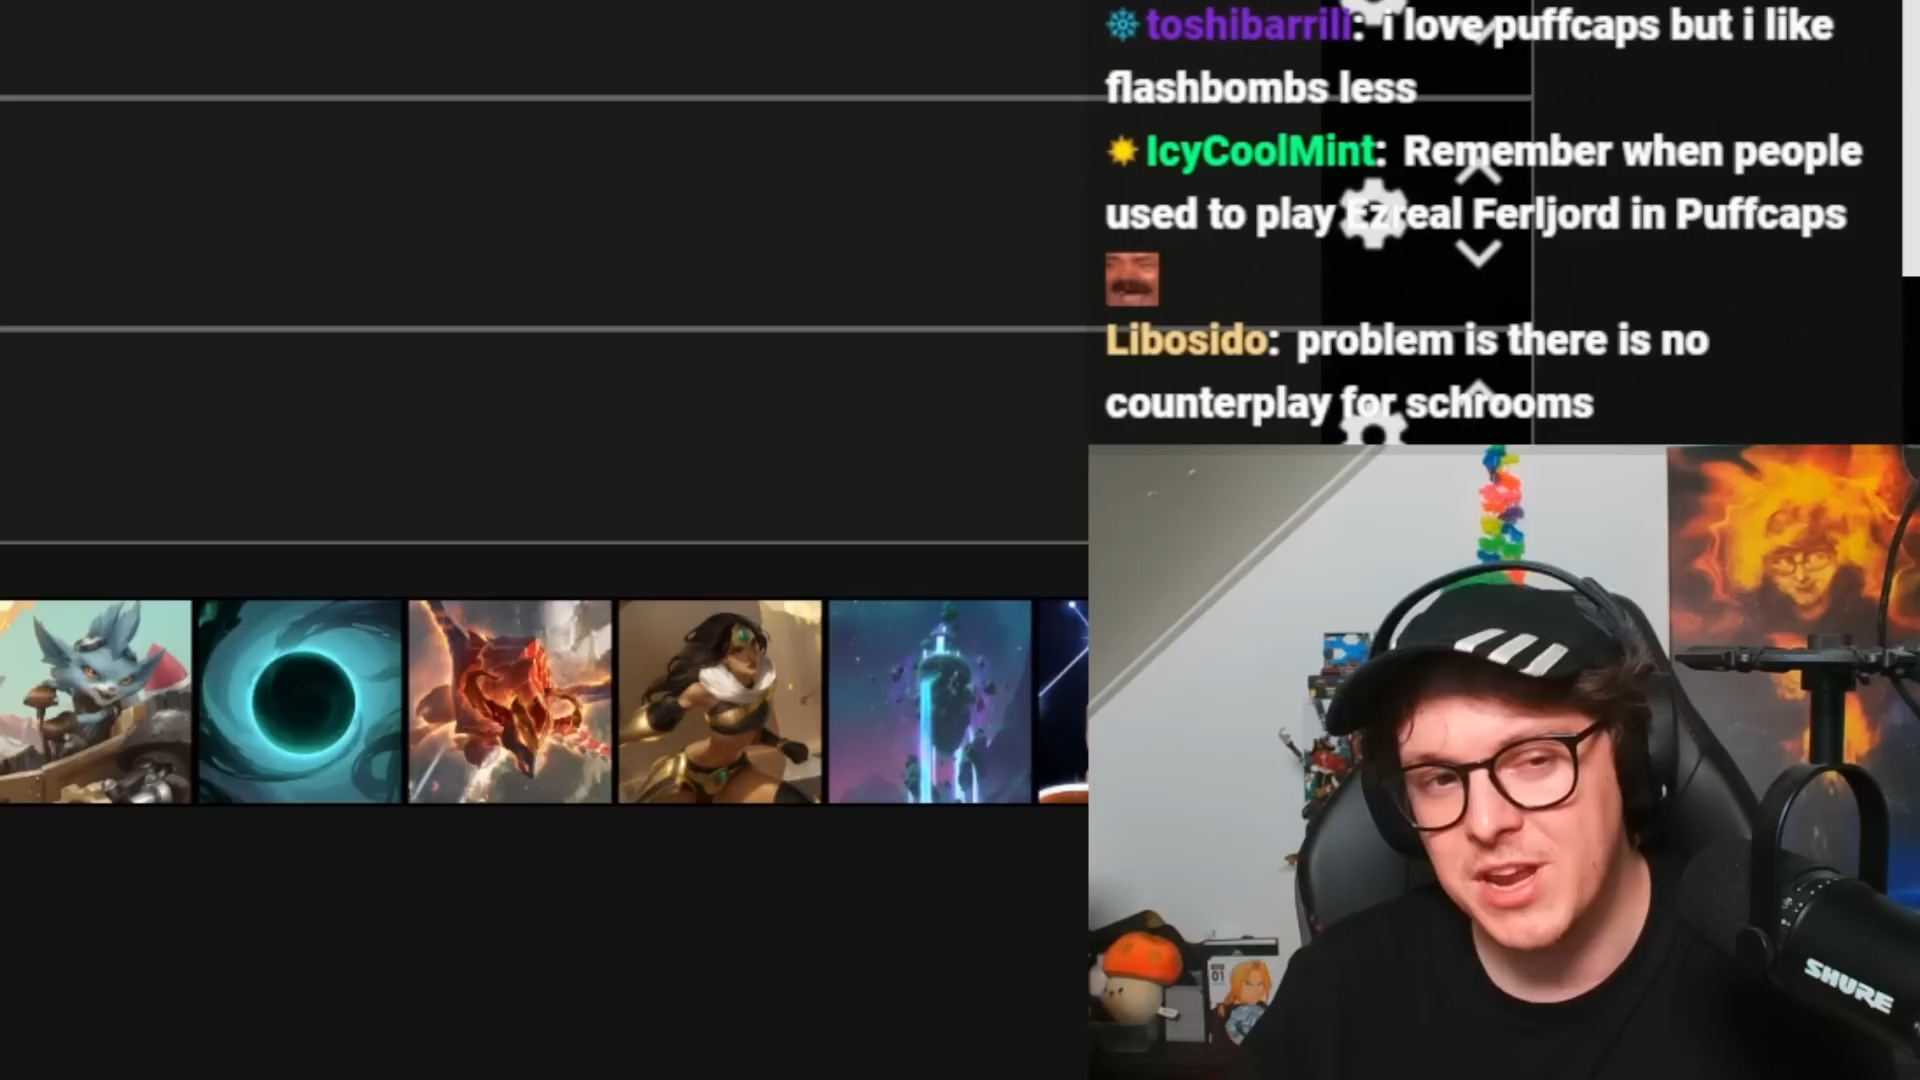 toshibarrili: i love puffcaps but i like
flashbombs less
IcyCoolMint: Remember when people
used to play Ezreal Ferljord in Puffcaps
Libosido: problem is there is no
counterplay for schrooms
01
SHURE